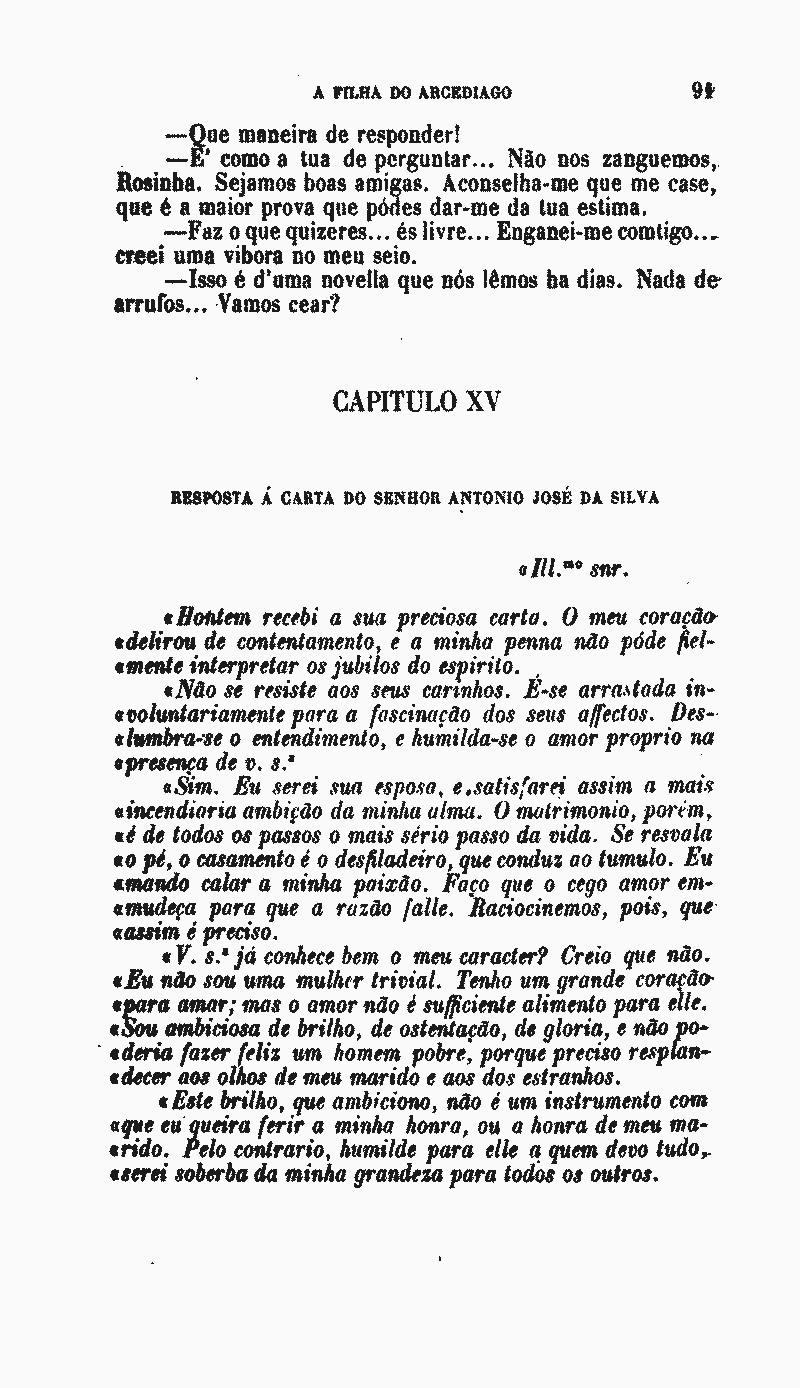 A FILHA DO ARCEDIAGO 91
—Que maneira de responder!
—E' como a tua de perguntar... Não nos zanguemos,
Rosinha. Sejamos boas amigas. Aconselha-me que me case,
que é a maior prova que pódes dar-me da tua estima.
—Faz o que quizeres... és livre... Enganei-me comtigo...
creei uma vibora no meu seio.
—Isso é d'uma novella que nós lêmos ha dias. Nada de
arrufos... Vamos cear?
CAPITULO XV
RESPOSTA Á CARTA DO SENHOR ANTONIO JOSÉ DA SILVA
«Ill.mo snr.
«Hontem recebi a sua preciosa carta. O meu coração
«delirou de contentamento, e a minha penna não póde fiel-
«mente interpretar os jubilos do espirito.
«Não se resiste aos seus carinhos. É-se arrastada in-
«voluntariamente para a fascinação dos seus affectos. Des-
«lumbra-se o entendimento, e humilda-se o amor proprio na
«presença de v. s.ª
«Sim. Eu serei sua esposa, e satisfarei assim a mais
«incendiaria ambição da minha alma. O matrimonio, porém,
«é de todos os passos o mais sério passo da vida. Se resvala
«o pé, o casamento é o desfiladeiro, que conduz ao tumulo. Eu
«mando calar a minha paixão. Faço que o cego amor em-
«mudeça para que a razão falle. Raciocinemos, pois, que
«assim é preciso.
«V. s.ª já conhece bem o meu caracter? Creio que não.
«Eu não sou uma mulher trivial. Tenho um grande coração
«para amar; mas o amor não é sufficiente alimento para elle.
«Sou ambiciosa de brilho, de ostentação, de gloria, e não po-
«deria fazer feliz um homem pobre, porque preciso resplan-
«decer aos olhos de meu marido e aos dos estranhos.
«Este brilho, que ambiciono, não é um instrumento com
«que eu queira ferir a minha honra, ou a honra de meu ma-
«rido. Pelo contrario, humilde para elle a quem devo tudo,
«serei soberba da minha grandeza para todos os outros.